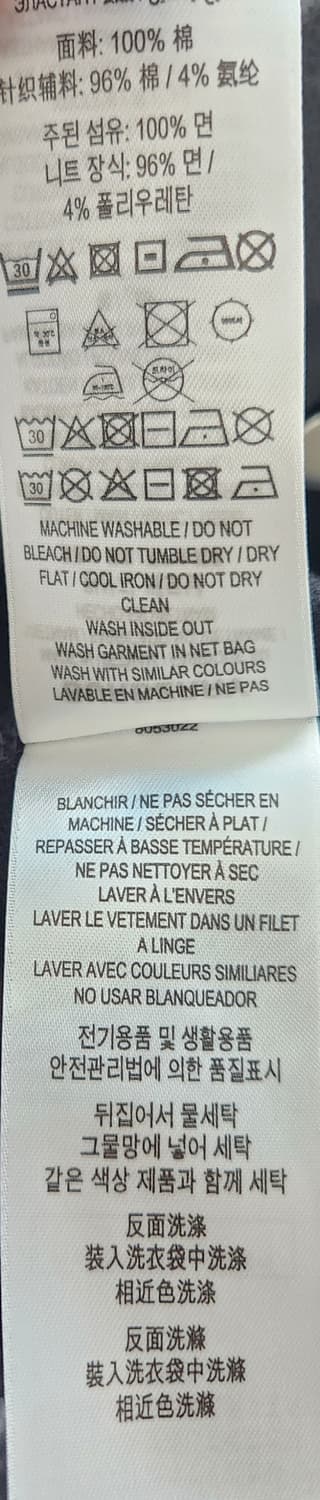 面料: 100% 棉
针织辅料: 96% 棉 / 4% 氨纶
주된 섬유: 100% 면
니트 장식: 96% 면 /
4% 폴리우레탄
30
드라이
30
30
MACHINE WASHABLE / DO NOT
BLEACH / DO NOT TUMBLE DRY / DRY
FLAT / COOL IRON / DO NOT DRY
CLEAN
WASH INSIDE OUT
WASH GARMENT IN NET BAG
WASH WITH SIMILAR COLOURS
LAVABLE EN MACHINE / NE PAS
BLANCHIR / NE PAS SÉCHER EN
MACHINE / SÉCHER À PLAT /
REPASSER À BASSE TEMPÉRATURE /
NE PAS NETTOYER À SEC
LAVER À L'ENVERS
LAVER LE VETEMENT DANS UN FILET
A LINGE
LAVER AVEC COULEURS SIMILIARES
NO USAR BLANQUEADOR
전기용품 및 생활용품
안전관리법에 의한 품질표시
뒤집어서 물세탁
그물망에 넣어 세탁
같은 색상 제품과 함께 세탁
反面洗涤
装入洗衣袋中洗涤
相近色洗涤
反面洗滌
裝入洗衣袋中洗滌
相近色洗滌